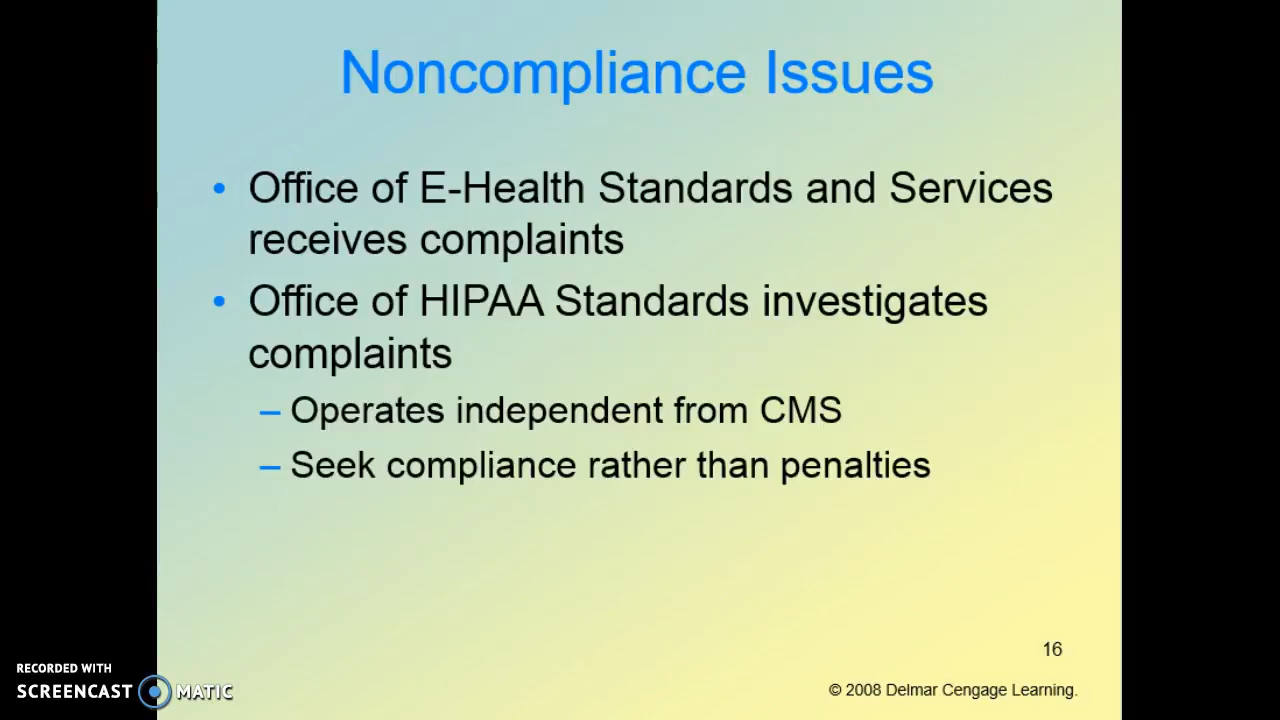 Noncompliance Issues
• Office of E-Health Standards and Services
receives complaints
• Office of HIPAA Standards investigates
complaints
– Operates independent from CMS
– Seek compliance rather than penalties
16
© 2008 Delmar Cengage Learning.
RECORDED WITH
SCREENCAST MATIC